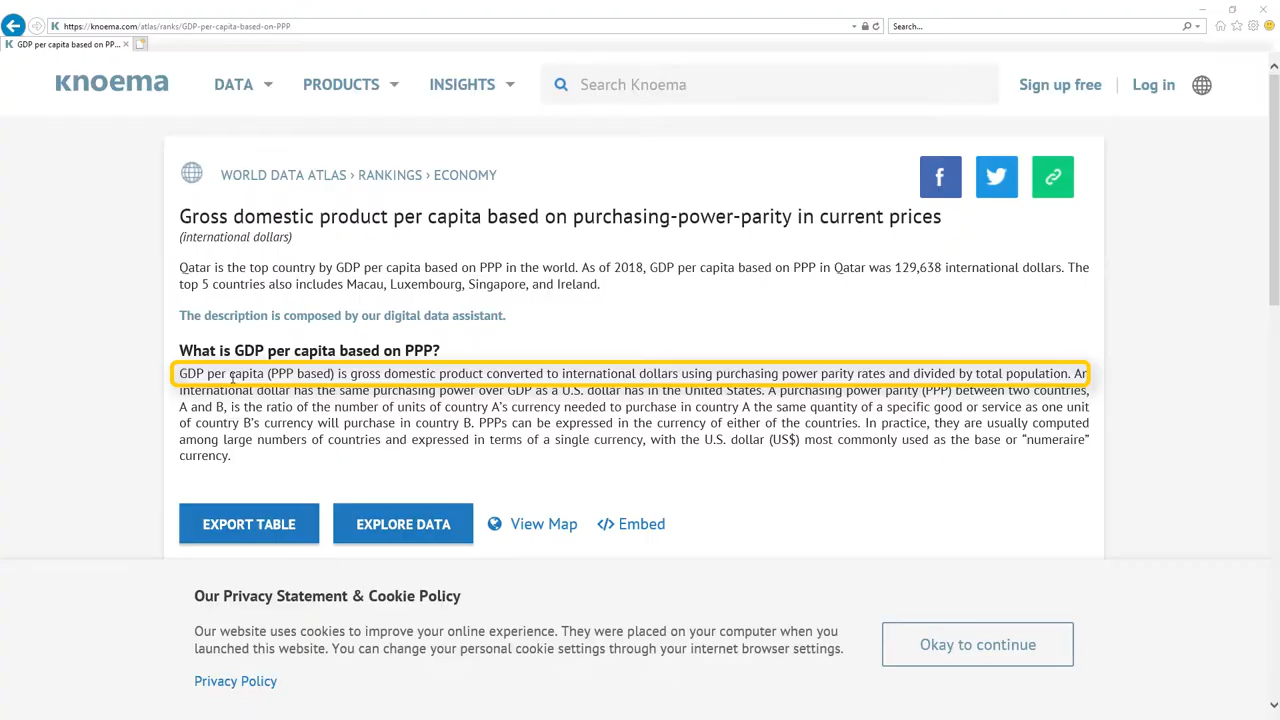 https://knoema.com/atlas/ranks/GDP-per-capita-based-on-PPP
Search...
GDP per capita based on PP...
knoema
DATA
PRODUCTS
INSIGHTS
Search Knoema
Sign up free
Log in
WORLD DATA ATLAS › RANKINGS › ECONOMY
Gross domestic product per capita based on purchasing-power-parity in current prices
(international dollars)
Qatar is the top country by GDP per capita based on PPP in the world. As of 2018, GDP per capita based on PPP in Qatar was 129,638 international dollars. The
top 5 countries also includes Macau, Luxembourg, Singapore, and Ireland.
The description is composed by our digital data assistant.
What is GDP per capita based on PPP?
GDP per capita (PPP based) is gross domestic product converted to international dollars using purchasing power parity rates and divided by total population. An
international dollar has the same purchasing power over GDP as a U.S. dollar has in the United States. A purchasing power parity (PPP) between two countries,
A and B, is the ratio of the number of units of country A's currency needed to purchase in country A the same quantity of a specific good or service as one unit
of country B's currency will purchase in country B. PPPs can be expressed in the currency of either of the countries. In practice, they are usually computed
among large numbers of countries and expressed in terms of a single currency, with the U.S. dollar (US$) most commonly used as the base or “numeraire”
currency.
EXPORT TABLE
EXPLORE DATA
View Map
</> Embed
Our Privacy Statement & Cookie Policy
Our website uses cookies to improve your online experience. They were placed on your computer when you
launched this website. You can change your personal cookie settings through your internet browser settings.
Okay to continue
Privacy Policy